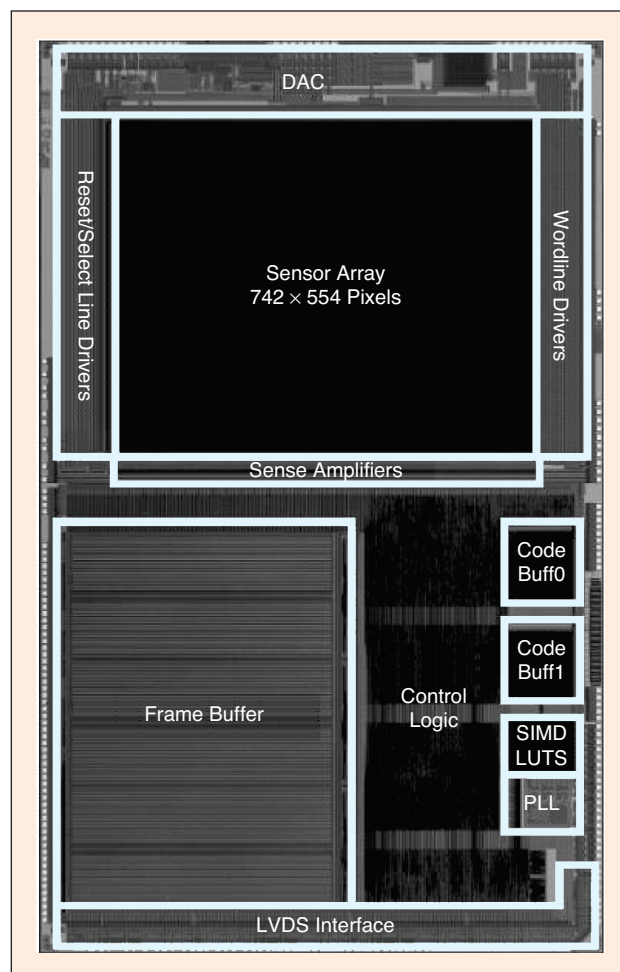 DAC
Reset/Select Line Drivers
Sensor Array
742 × 554 Pixels
Wordline Drivers
Sense Amplifiers
Code
Buff0
Code
Buff1
Frame Buffer
Control
Logic
SIMD
LUTS
PLL
LVDS Interface